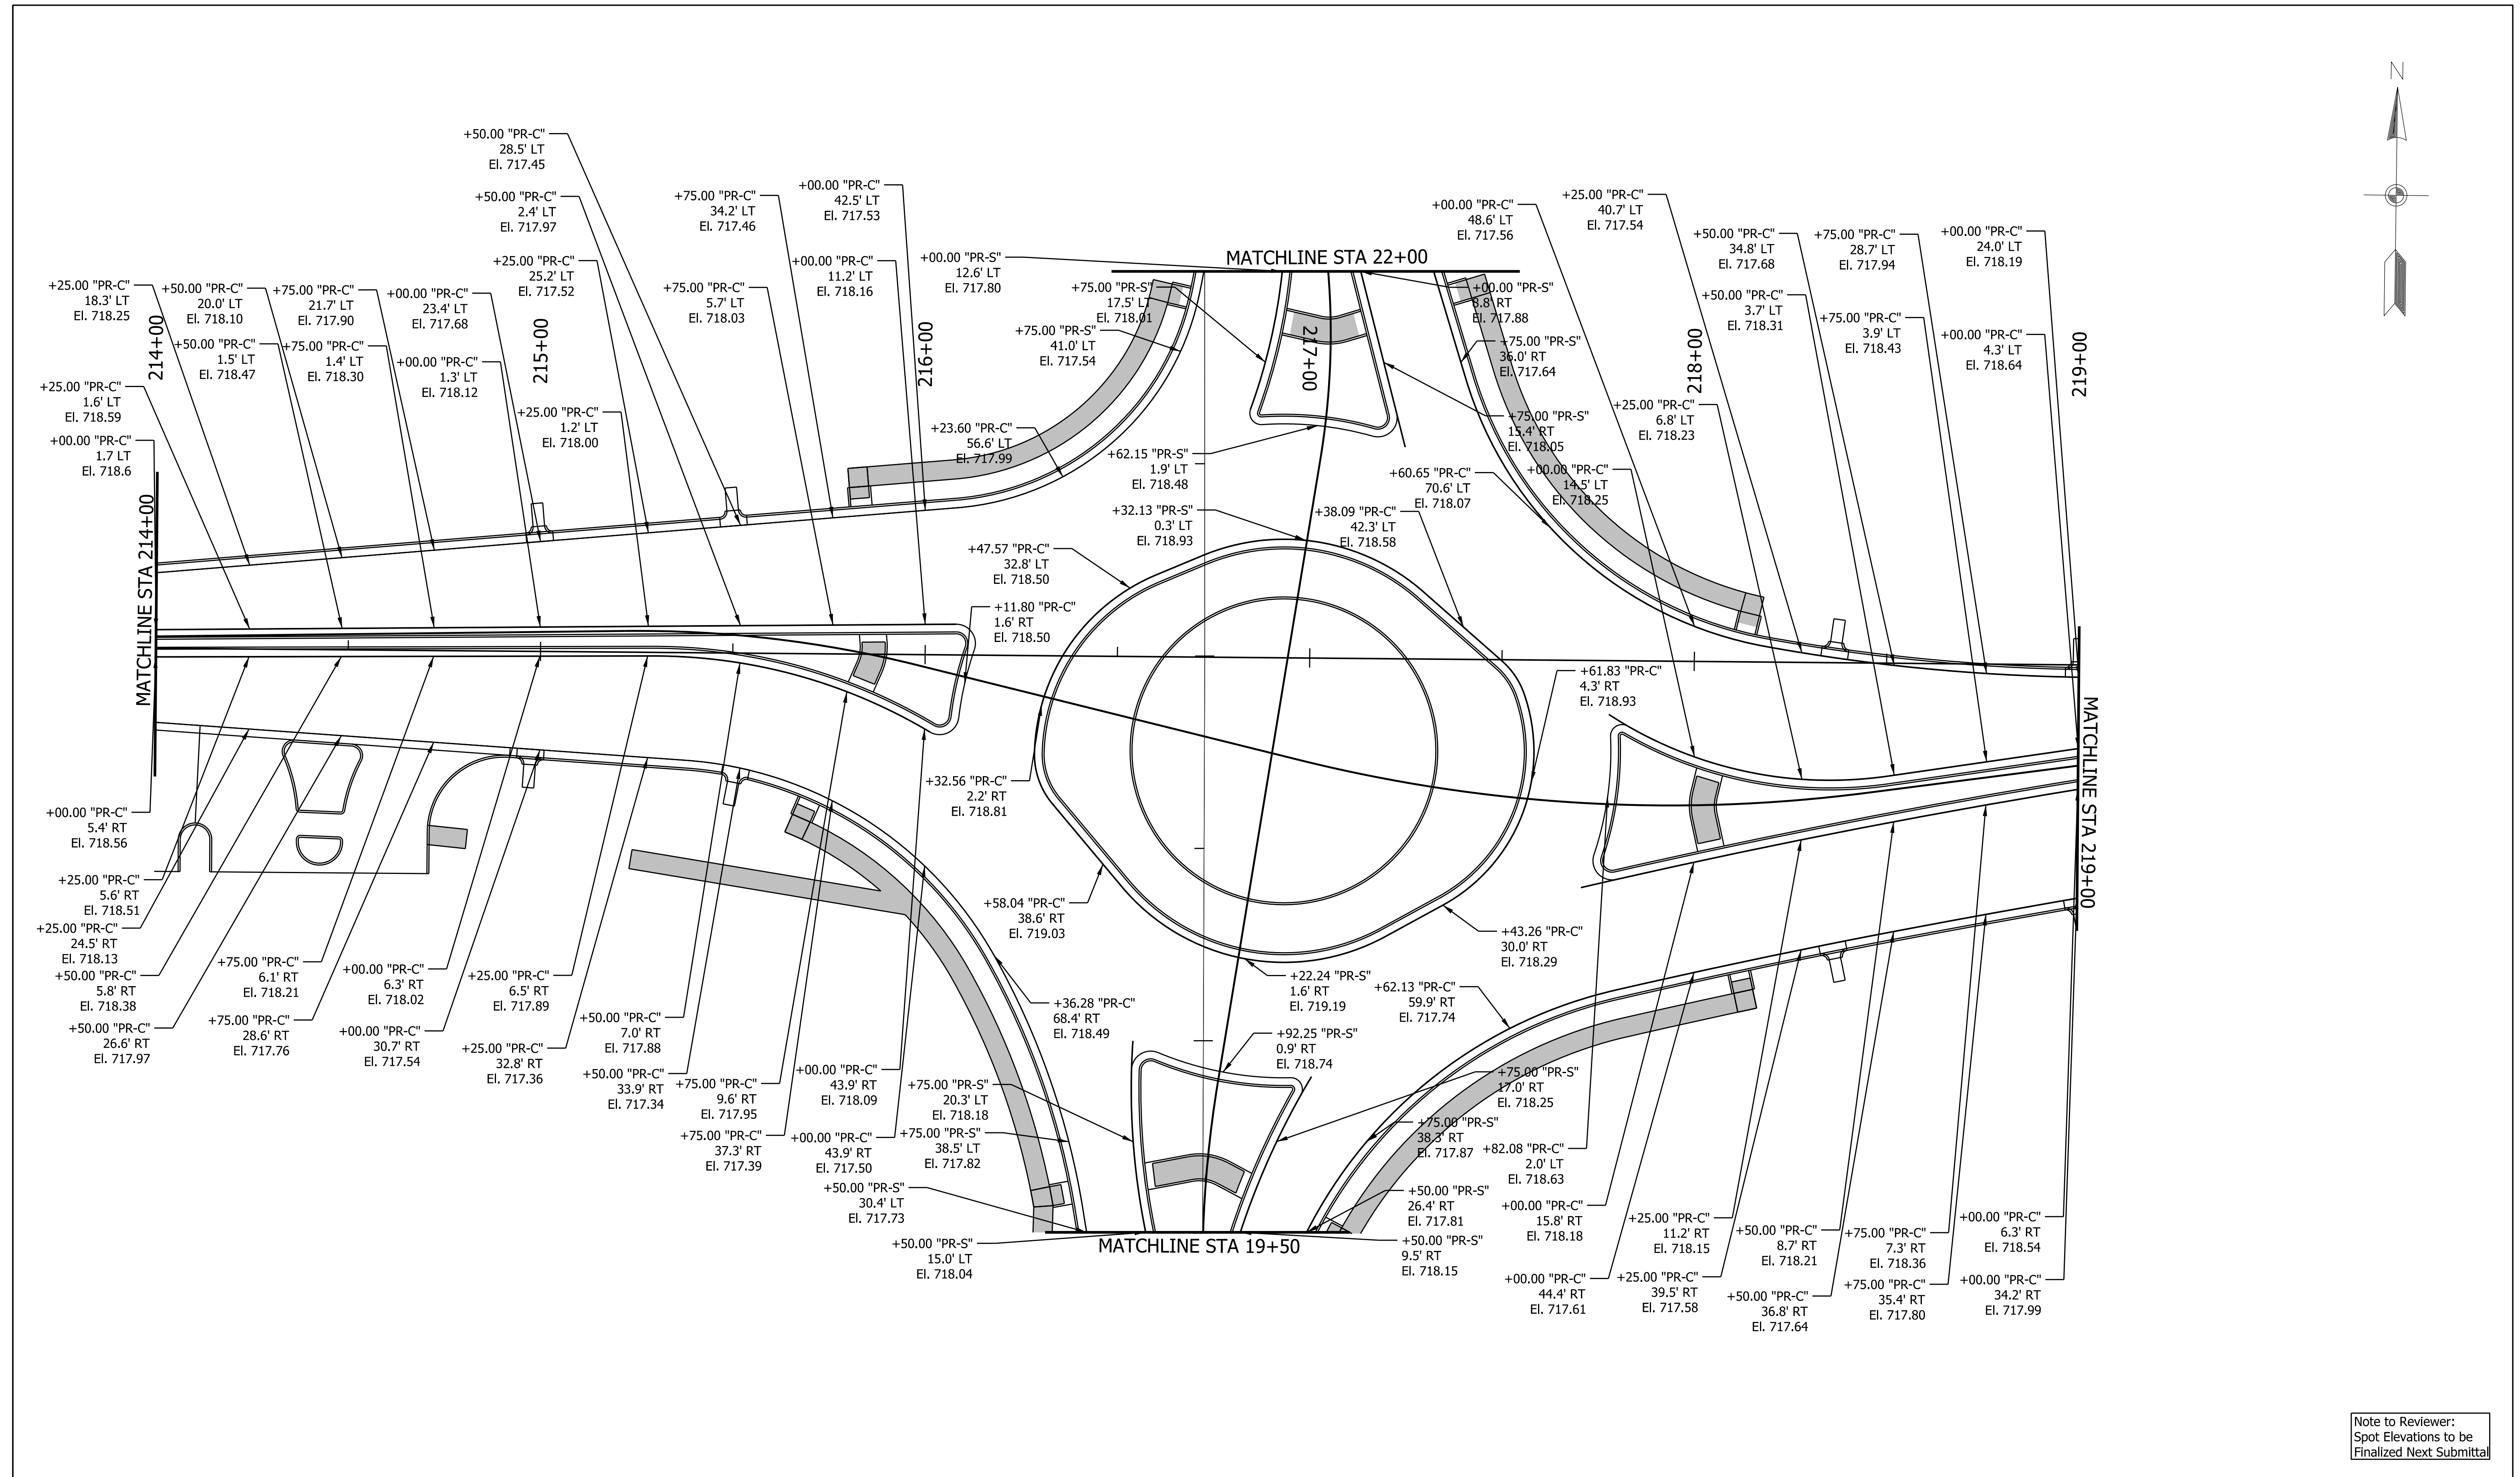 N
+50.00 "PR-C"
28.5' LT
El. 717.45
+50.00 "PR-C"
2.4' LT
El. 717.97
+75.00 "PR-C"
34.2' LT
El. 717.46
+00.00 "PR-C"
42.5' LT
El. 717.53
+25.00 "PR-C"
25.2' LT
El. 717.52
+75.00 "PR-C"
5.7' LT
El. 718.03
+00.00 "PR-C"
11.2' LT
El. 718.16
+00.00 "PR-S"
12.6' LT
El. 717.80
MATCHLINE STA 22+00
+75.00 "PR-S"
17.5' LT
El. 718.01
+75.00 "PR-S"
41.0' LT
El. 717.54
+00.00 "PR-S"
8.8' RT
El. 717.88
+75.00 "PR-S"
36.0' RT
El. 717.64
+75.00 "PR-S"
15.4' RT
El. 718.05
+00.00 "PR-C"
48.6' LT
El. 717.56
+25.00 "PR-C"
40.7' LT
El. 717.54
+50.00 "PR-C"
34.8' LT
El. 717.68
+75.00 "PR-C"
28.7' LT
El. 717.94
+00.00 "PR-C"
24.0' LT
El. 718.19
+50.00 "PR-C"
3.7' LT
El. 718.31
+75.00 "PR-C"
3.9' LT
El. 718.43
+00.00 "PR-C"
4.3' LT
El. 718.64
+25.00 "PR-C"
6.8' LT
El. 718.23
+00.00 "PR-C"
14.5' LT
El. 718.25
+25.00 "PR-C"
18.3' LT
El. 718.25
+50.00 "PR-C"
20.0' LT
El. 718.10
+75.00 "PR-C"
21.7' LT
El. 717.90
+00.00 "PR-C"
23.4' LT
El. 717.68
+50.00 "PR-C"
1.5' LT
El. 718.47
+75.00 "PR-C"
1.4' LT
El. 718.30
+00.00 "PR-C"
1.3' LT
El. 718.12
+25.00 "PR-C"
1.2' LT
El. 718.00
+25.00 "PR-C"
1.6' LT
El. 718.59
+00.00 "PR-C"
1.7 LT
El. 718.6
214+00
215+00
216+00
217+00
218+00
219+00
MATCHLINE STA 214+00
+23.60 "PR-C"
56.6' LT
El. 717.99
+62.15 "PR-S"
1.9' LT
El. 718.48
+32.13 "PR-S"
0.3' LT
El. 718.93
+60.65 "PR-C"
70.6' LT
El. 718.07
+38.09 "PR-C"
42.3' LT
El. 718.58
+47.57 "PR-C"
32.8' LT
El. 718.50
+11.80 "PR-C"
1.6' RT
El. 718.50
+61.83 "PR-C"
4.3' RT
El. 718.93
MATCHLINE STA 219+00
+32.56 "PR-C"
2.2' RT
El. 718.81
+58.04 "PR-C"
38.6' RT
El. 719.03
+43.26 "PR-C"
30.0' RT
El. 718.29
+22.24 "PR-S"
1.6' RT
El. 719.19
+62.13 "PR-C"
59.9' RT
El. 717.74
+36.28 "PR-C"
68.4' RT
El. 718.49
+92.25 "PR-S"
0.9' RT
El. 718.74
+00.00 "PR-C"
5.4' RT
El. 718.56
+25.00 "PR-C"
5.6' RT
El. 718.51
+25.00 "PR-C"
24.5' RT
El. 718.13
+50.00 "PR-C"
5.8' RT
El. 718.38
+50.00 "PR-C"
26.6' RT
El. 717.97
+75.00 "PR-C"
6.1' RT
El. 718.21
+75.00 "PR-C"
28.6' RT
El. 717.76
+00.00 "PR-C"
6.3' RT
El. 718.02
+00.00 "PR-C"
30.7' RT
El. 717.54
+25.00 "PR-C"
6.5' RT
El. 717.89
+25.00 "PR-C"
32.8' RT
El. 717.36
+50.00 "PR-C"
7.0' RT
El. 717.88
+50.00 "PR-C"
33.9' RT
El. 717.34
+75.00 "PR-C"
9.6' RT
El. 717.95
+75.00 "PR-C"
37.3' RT
El. 717.39
+00.00 "PR-C"
43.9' RT
El. 718.09
+00.00 "PR-C"
43.9' RT
El. 717.50
+75.00 "PR-S"
20.3' LT
El. 718.18
+75.00 "PR-S"
38.5' LT
El. 717.82
+50.00 "PR-S"
30.4' LT
El. 717.73
+50.00 "PR-S"
15.0' LT
El. 718.04
MATCHLINE STA 19+50
+75.00 "PR-S"
17.0' RT
El. 718.25
+75.00 "PR-S"
38.3' RT
El. 717.87
+50.00 "PR-S"
26.4' RT
El. 717.81
+50.00 "PR-S"
9.5' RT
El. 718.15
+82.08 "PR-C"
2.0' LT
El. 718.63
+00.00 "PR-C"
15.8' RT
El. 718.18
+00.00 "PR-C"
44.4' RT
El. 717.61
+25.00 "PR-C"
11.2' RT
El. 718.15
+25.00 "PR-C"
39.5' RT
El. 717.58
+50.00 "PR-C"
8.7' RT
El. 718.21
+50.00 "PR-C"
36.8' RT
El. 717.64
+75.00 "PR-C"
7.3' RT
El. 718.36
+75.00 "PR-C"
35.4' RT
El. 717.80
+00.00 "PR-C"
6.3' RT
El. 718.54
+00.00 "PR-C"
34.2' RT
El. 717.99
Note to Reviewer:
Spot Elevations to be
Finalized Next Submittal